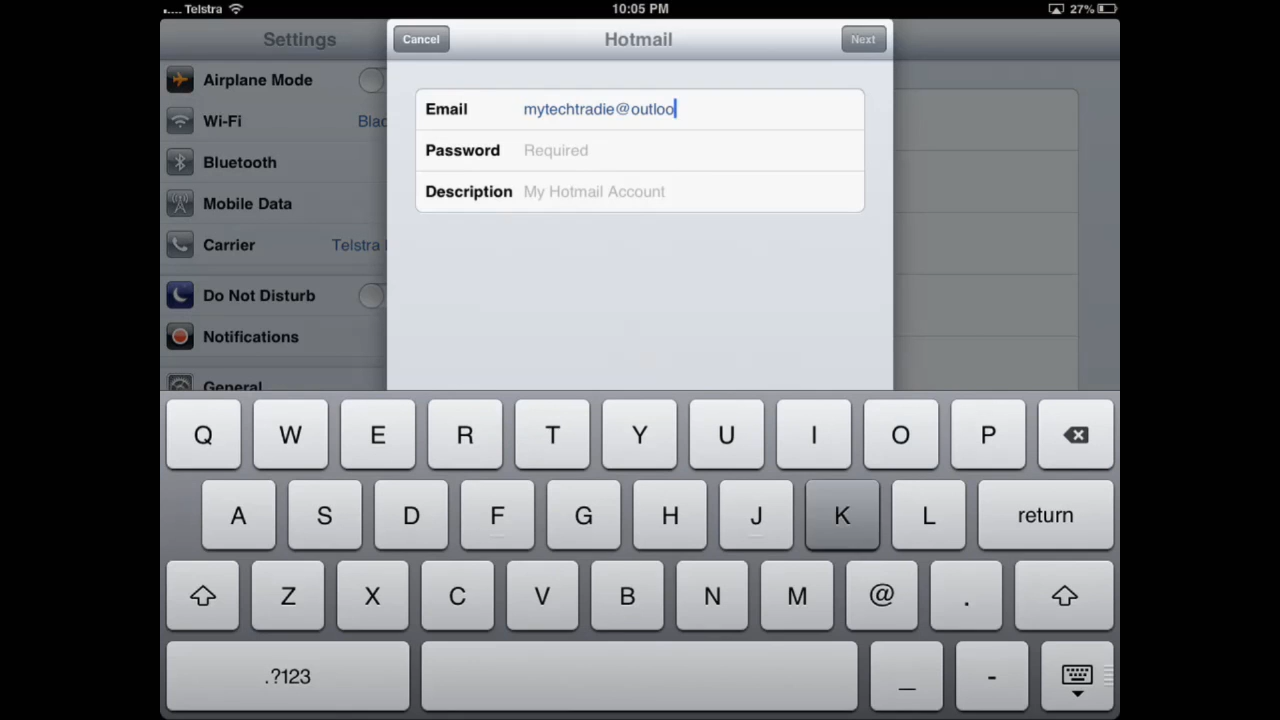 ..... Telstra 10:05 PM 27%
Settings
Airplane Mode
Wi-Fi Blac
Bluetooth
Mobile Data
Carrier Telstra
Do Not Disturb
Notifications
General
Cancel Hotmail Next
Email mytechtradie@outloo
Password Required
Description My Hotmail Account
Q W E R T Y U I O P
A S D F G H J K L return
Z X C V B N M @ .
.?123 _ -